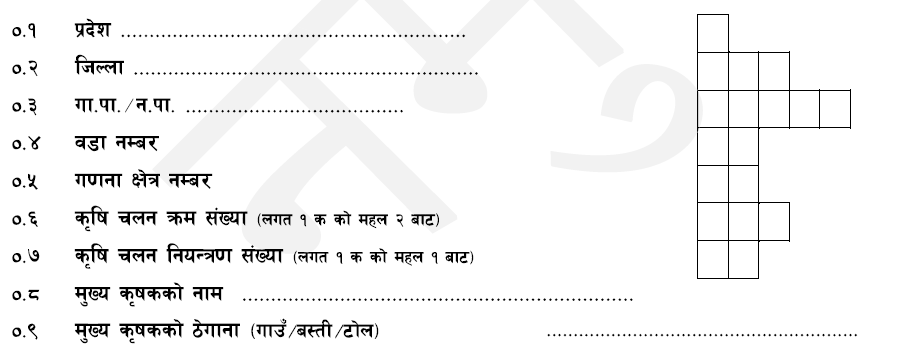 ०.१ प्रदेश ............................................................
०.२ जिल्ला ............................................................
०.३ गा.पा./न.पा. ......................................
०.४ वडा नम्बर
०.५ गणना क्षेत्र नम्बर
०.६ कृषि चलन क्रम संख्या (लगत १ क को महल २ बाट)
०.७ कृषि चलन नियन्त्रण संख्या (लगत १ क को महल १ बाट)
०.८ मुख्य कृषकको नाम ....................................................................
०.९ मुख्य कृषकको ठेगाना (गाउँ/बस्ती/टोल) ......................................................